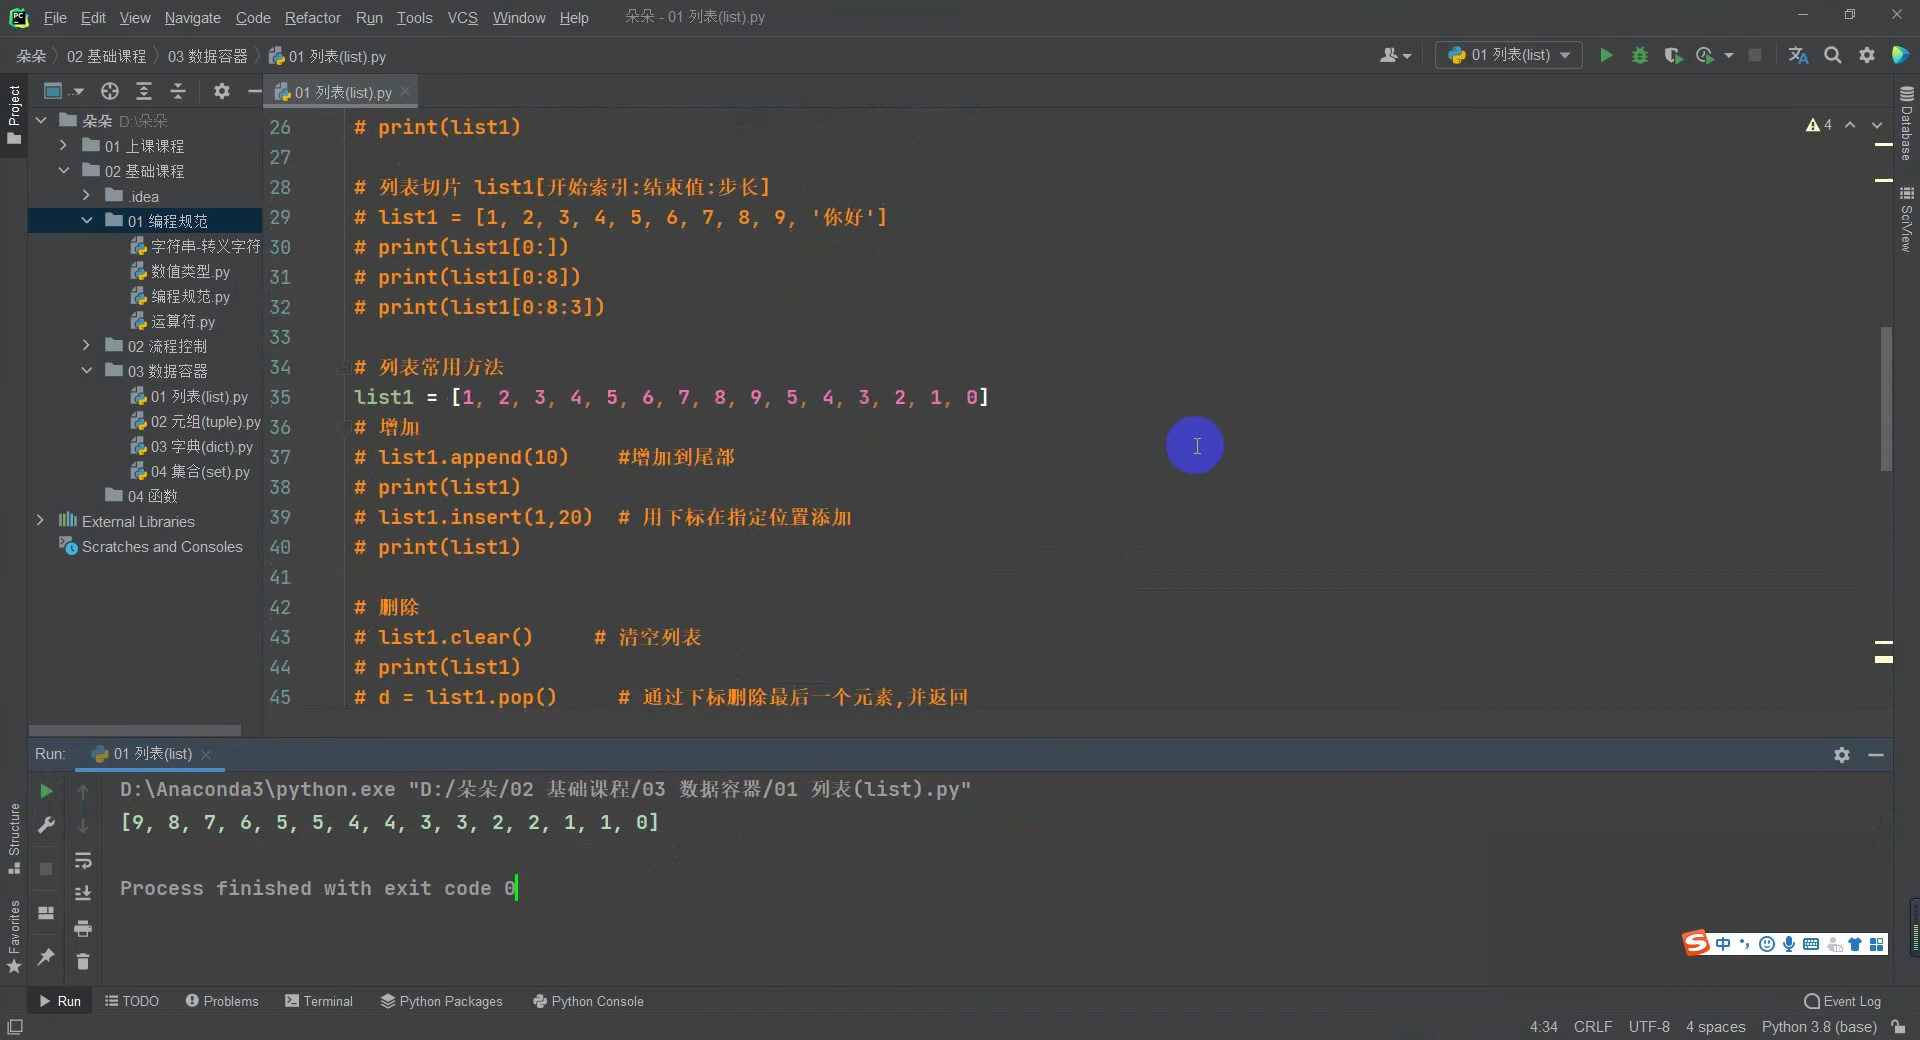 File Edit View Navigate Code Refactor Run Tools VCS Window Help 朵朵 - 01 列表(list).py
朵朵 02 基础课程 03 数据容器 01 列表(list).py 01 列表(list)
Project
01 列表(list).py
朵朵 D:\朵朵
01 上课课程
02 基础课程
.idea
01 编程规范
字符串-转义字符
数值类型.py
编程规范.py
运算符.py
02 流程控制
03 数据容器
01 列表(list).py
02 元组(tuple).py
03 字典(dict).py
04 集合(set).py
04 函数
External Libraries
Scratches and Consoles
26 # print(list1)
27
28 # 列表切片 list1[开始索引:结束值:步长]
29 # list1 = [1, 2, 3, 4, 5, 6, 7, 8, 9, '你好']
30 # print(list1[0:])
31 # print(list1[0:8])
32 # print(list1[0:8:3])
33
34 # 列表常用方法
35 list1 = [1, 2, 3, 4, 5, 6, 7, 8, 9, 5, 4, 3, 2, 1, 0]
36 # 增加
37 # list1.append(10) #增加到尾部
38 # print(list1)
39 # list1.insert(1,20) # 用下标在指定位置添加
40 # print(list1)
41
42 # 删除
43 # list1.clear() # 清空列表
44 # print(list1)
45 # d = list1.pop() # 通过下标删除最后一个元素,并返回
4
Database
SciView
Run: 01 列表(list)
D:\Anaconda3\python.exe "D:/朵朵/02 基础课程/03 数据容器/01 列表(list).py"
[9, 8, 7, 6, 5, 5, 4, 4, 3, 3, 2, 2, 1, 1, 0]
Process finished with exit code 0
Structure
Favorites
中
Run TODO Problems Terminal Python Packages Python Console Event Log
4:34 CRLF UTF-8 4 spaces Python 3.8 (base)